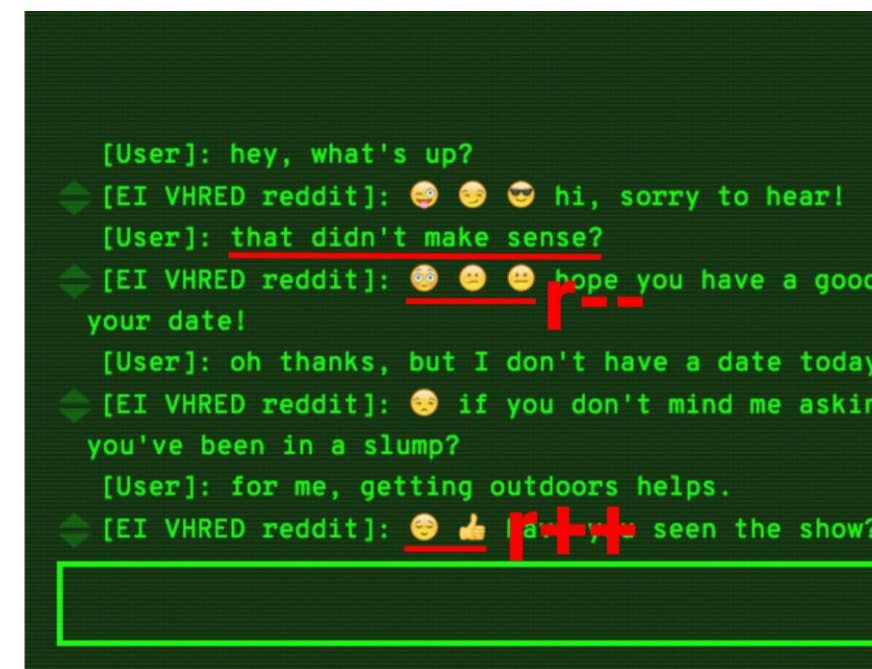 [User]: hey, what's up?
[EI VHRED reddit]: 😜 😏 😎 hi, sorry to hear!
[User]: that didn't make sense?
[EI VHRED reddit]: 😳 😕 😐 hope you have a good
r--
your date!
[User]: oh thanks, but I don't have a date today
[EI VHRED reddit]: 😒 if you don't mind me askin
you've been in a slump?
[User]: for me, getting outdoors helps.
[EI VHRED reddit]: 😌 👍 have you seen the show?
r++